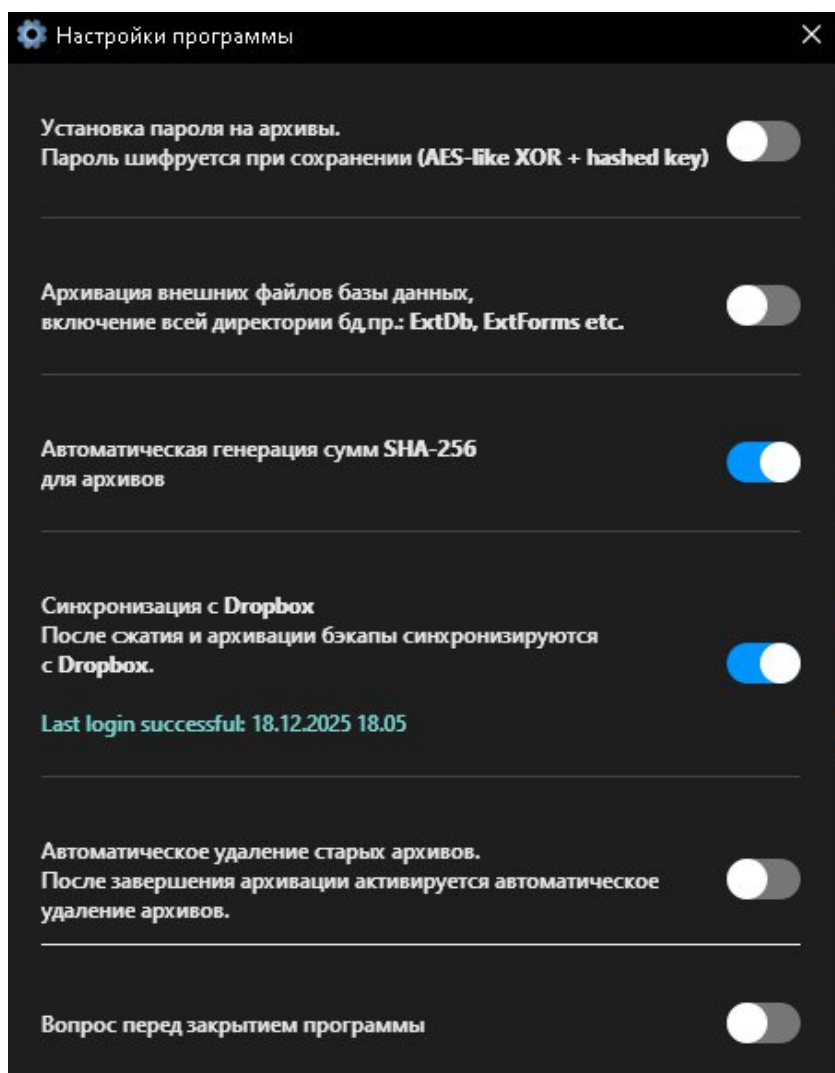 Настройки программы
Установка пароля на архивы.
Пароль шифруется при сохранении (AES-like XOR + hashed key)
Архивация внешних файлов базы данных,
включение всей директории бд,пр.: ExtDb, ExtForms etc.
Автоматическая генерация сумм SHA-256
для архивов
Синхронизация с Dropbox
После сжатия и архивации бэкапы синхронизируются
с Dropbox.
Last login successful: 18.12.2025 18.05
Автоматическое удаление старых архивов.
После завершения архивации активируется автоматическое
удаление архивов.
Вопрос перед закрытием программы